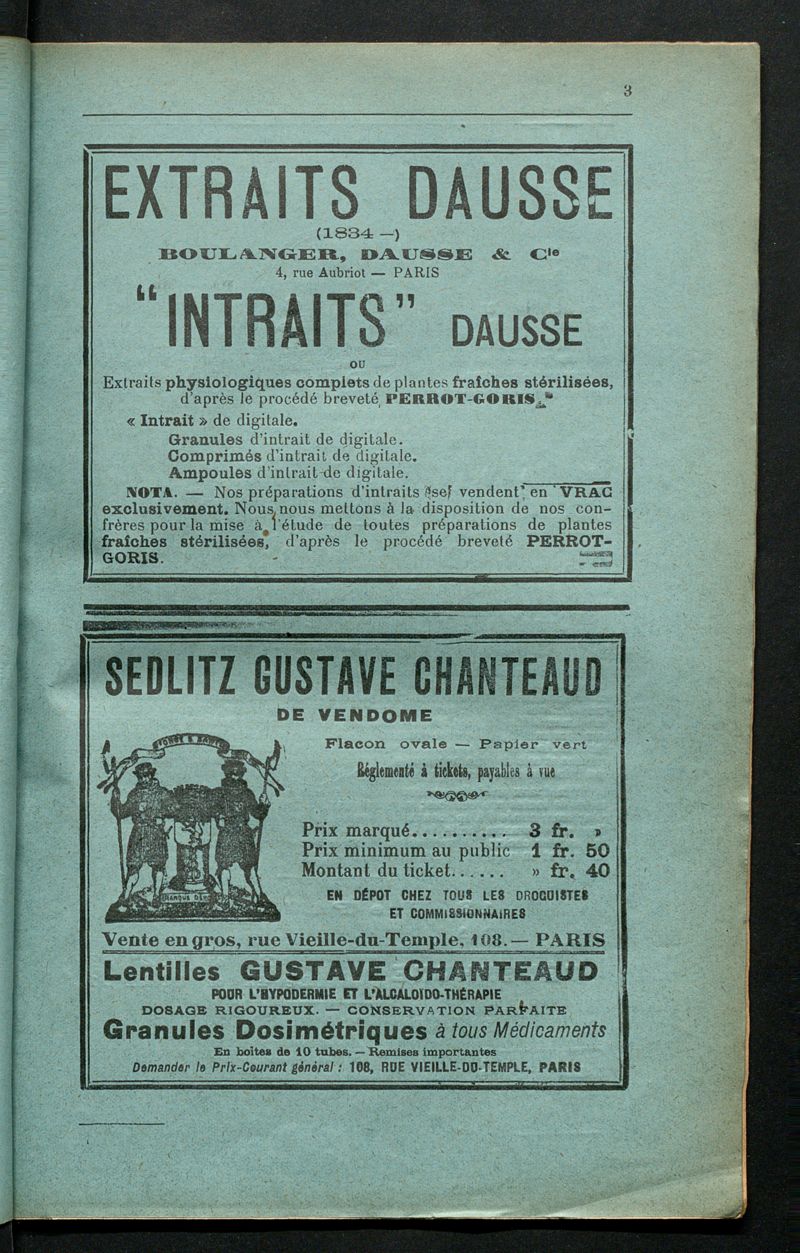 3
EXTRAITS DAUSSE
(1834 —)
BOULANGER, DAUSSE & Cie
4, rue Aubriot — PARIS
"INTRAITS" DAUSSE
OU
Extraits physiologiques complets de plantes fraîches stérilisées,
d'après le procédé breveté PERROT-GORIS.
« Intrait » de digitale.
Granules d'intrait de digitale.
Comprimés d'intrait de digitale.
Ampoules d'intrait de digitale.
NOTA. — Nos préparations d'intraits se vendent en VRAC
exclusivement. Nous nous mettons à la disposition de nos con-
frères pour la mise à l'étude de toutes préparations de plantes
fraîches stérilisées, d'après le procédé breveté PERROT-
GORIS.
SEDLITZ GUSTAVE CHANTEAUD
DE VENDOME
Flacon ovale — Papier vert
Réglementé à tickets, payables à vue
Prix marqué.......... 3 fr. »
Prix minimum au public 1 fr. 50
Montant du ticket...... » fr. 40
EN DÉPOT CHEZ TOUS LES DROGUISTES
ET COMMISSIONNAIRES
Vente en gros, rue Vieille-du-Temple, 108. — PARIS
Lentilles GUSTAVE CHANTEAUD
POUR L'HYPODERMIE ET L'ALCALOÏDO-THÉRAPIE
DOSAGE RIGOUREUX. — CONSERVATION PARFAITE
Granules Dosimétriques à tous Médicaments
En boîtes de 10 tubes. — Remises importantes
Demander le Prix-Courant général : 108, RUE VIEILLE-DU-TEMPLE, PARIS